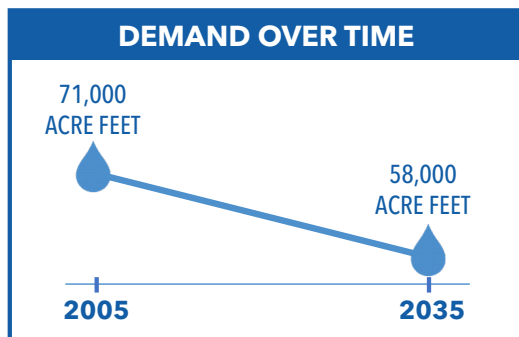 DEMAND OVER TIME
71,000
ACRE FEET
58,000
ACRE FEET
2005
2035